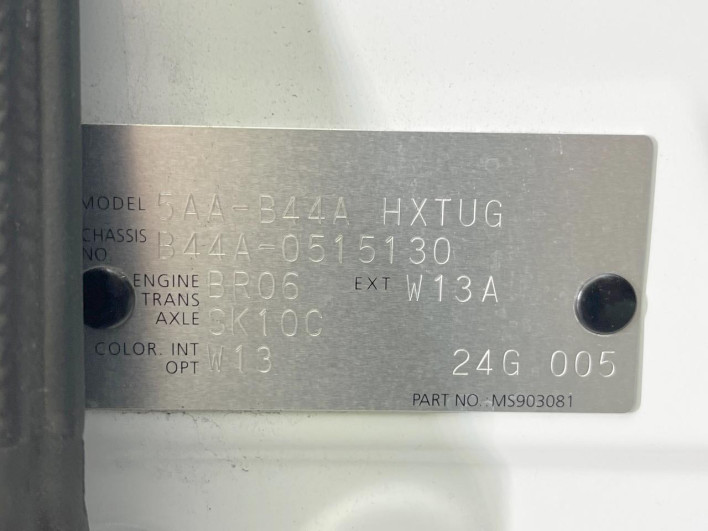 MODEL 5AA-B44A HXTUG
CHASSIS NO. B44A-0515130
ENGINE BR06 EXT W13A
TRANS AXLE GK10C
COLOR. INT W13
OPT 24G 005
PART NO. MS903081